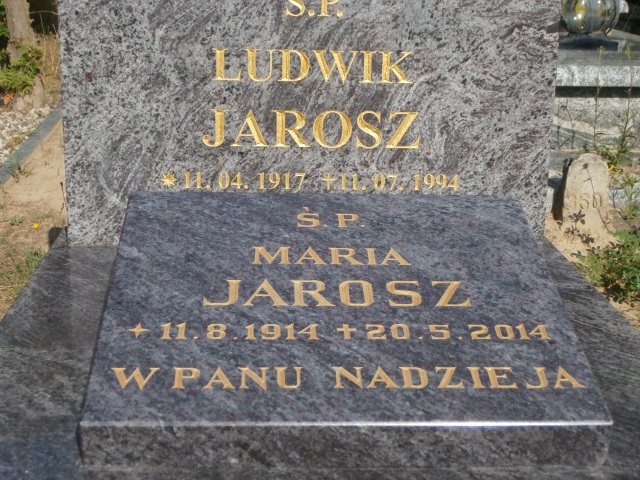 Ś.P.
LUDWIK
JAROSZ
* 11. 04. 1917 +11. 07. 1994
Ś.P.
MARIA
JAROSZ
+ 11.8.1914 +20.5.2014
W PANU NADZIEJA